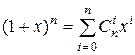 (1+x)^n = \sum_{i=0}^{n} C_n^i x^i